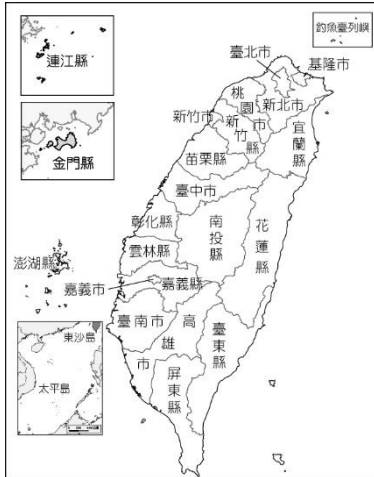 連江縣
金門縣
釣魚臺列嶼
臺北市
基隆市
桃園市
新北市
新竹市
新竹縣
宜蘭縣
苗栗縣
臺中市
彰化縣
南投縣
花蓮縣
雲林縣
澎湖縣
嘉義市
嘉義縣
臺南市
高雄市
臺東縣
屏東縣
東沙島
太平島